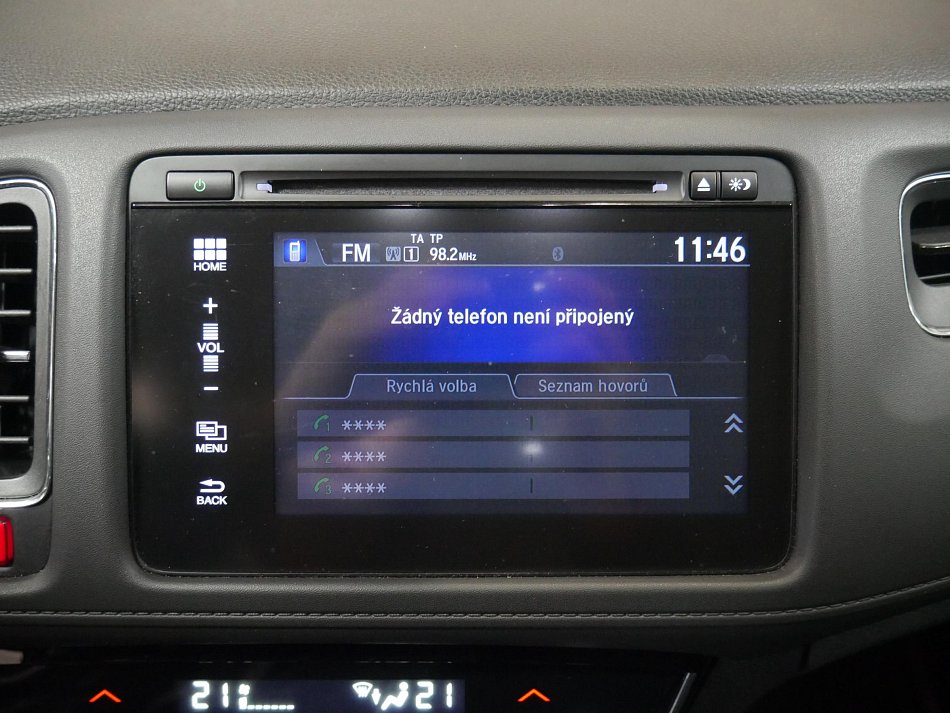 HOME
+
VOL
-
MENU
BACK
FM 1 TA TP 98.2MHz 11:46
Žádný telefon není připojený
Rychlá volba Seznam hovorů
1 ****
2 ****
3 ****
21 21